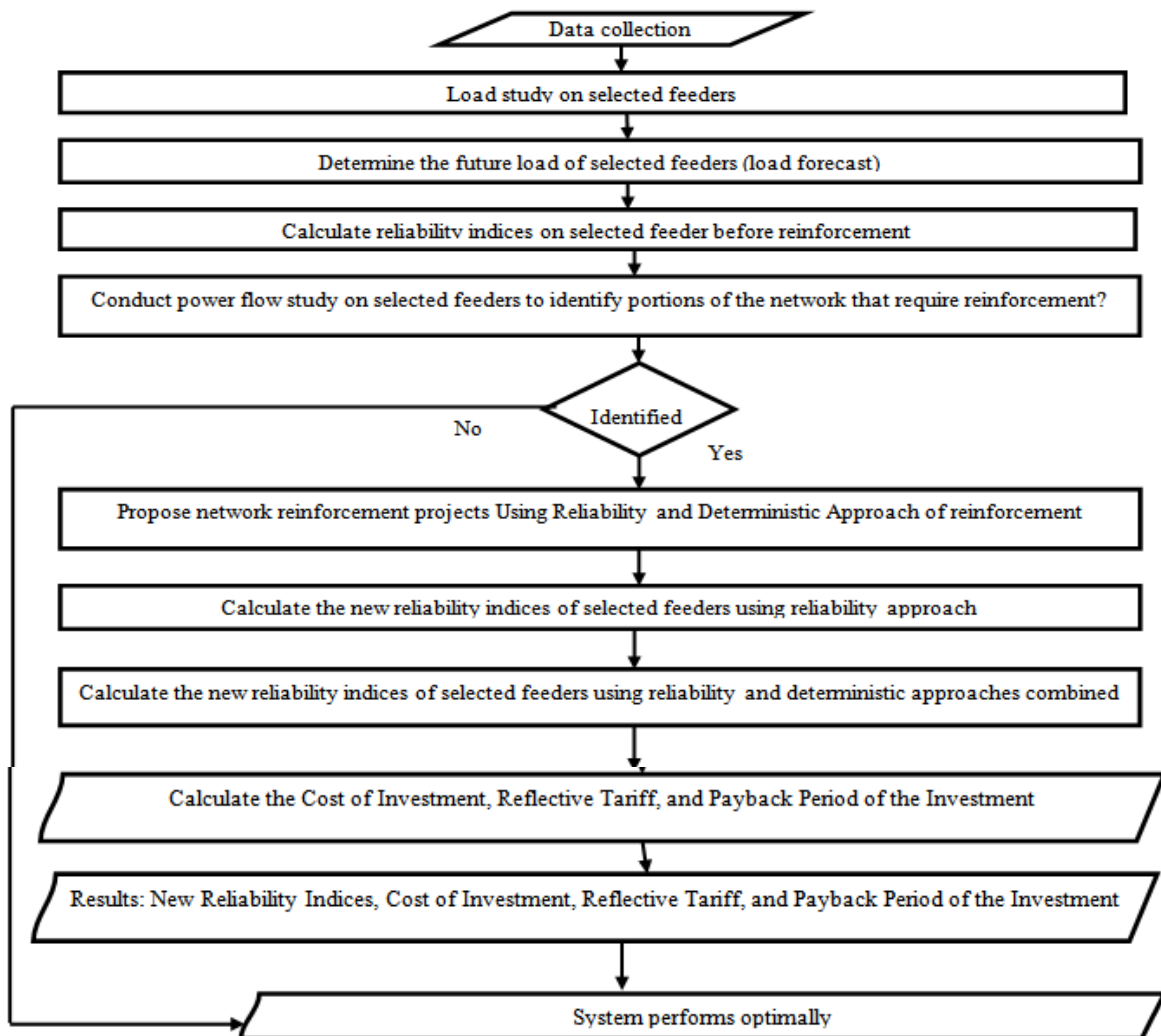 Data collection
Load study on selected feeders
Determine the future load of selected feeders (load forecast)
Calculate reliability indices on selected feeder before reinforcement
Conduct power flow study on selected feeders to identify portions of the network that require reinforcement?
Identified
No
Yes
Propose network reinforcement projects Using Reliability and Deterministic Approach of reinforcement
Calculate the new reliability indices of selected feeders using reliability approach
Calculate the new reliability indices of selected feeders using reliability and deterministic approaches combined
Calculate the Cost of Investment, Reflective Tariff, and Payback Period of the Investment
Results: New Reliability Indices, Cost of Investment, Reflective Tariff, and Payback Period of the Investment
System performs optimally